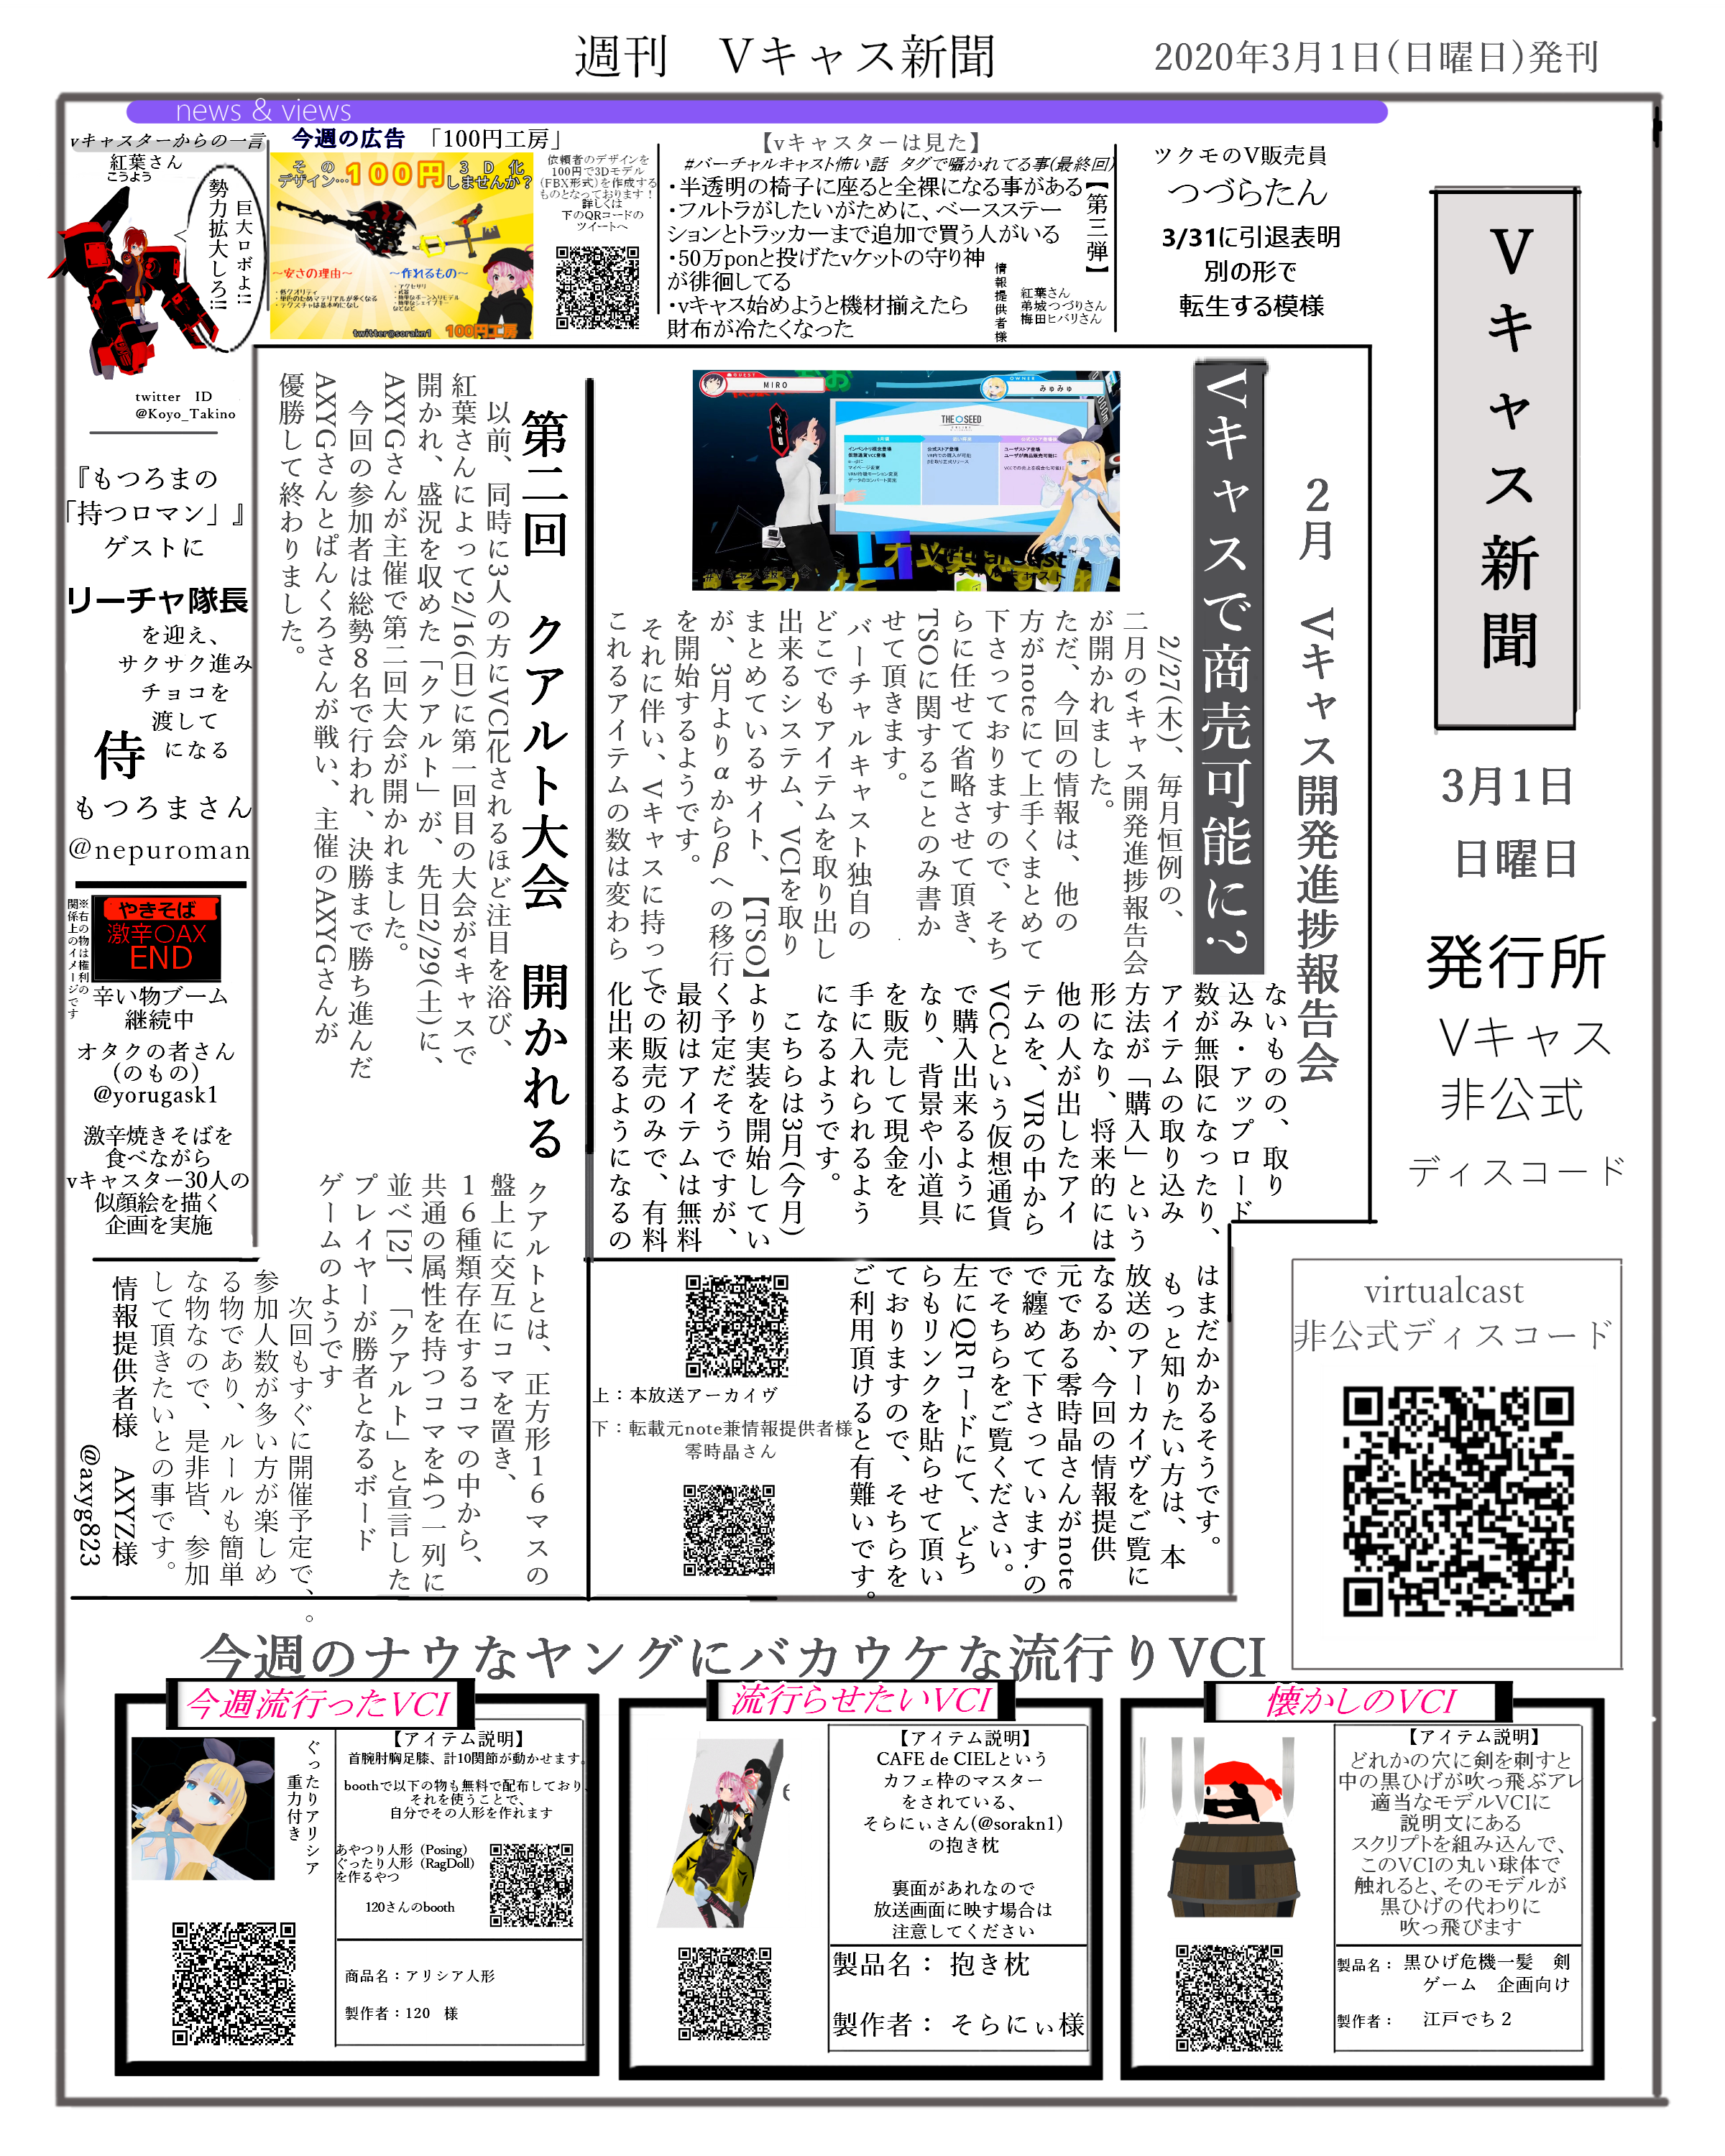 週刊　Vキャス新聞
2020年3月1日(日曜日)発刊
Vキャス新聞
3月1日
日曜日
発行所
Vキャス
非公式
ディスコード
virtualcast
非公式ディスコード
news & views
vキャスターからの一言
紅葉さん
こうよう
巨大ロボよ!!
勢力拡大しろ!!
twitter ID
@Koyo_Takino
今週の広告　「100円工房」
その
デザイン…100円
3D化
しませんか?
～安さの理由～
～作れるもの～
twitter@sorakn1
100円工房
依頼者のデザインを
100円で3Dモデル
(FBX形式)を作成する
ものとなっております！
詳しくは
下のQRコードの
ツイートへ
【vキャスターは見た】
#バーチャルキャスト怖い話 タグで囁かれてる事(最終回)
【第三弾】
・半透明の椅子に座ると全裸になる事がある
・フルトラがしたいがために、ベースステー
ションとトラッカーまで追加で買う人がいる
・50万ponと投げたvケットの守り神
が徘徊してる
・vキャス始めようと機材揃えたら
財布が冷たくなった
情報提供者様
紅葉さん
弟城つづりさん
梅田ヒバリさん
ツクモのV販売員
つづらたん
3/31に引退表明
別の形で
転生する模様
2月　Vキャス開発進捗報告会
Vキャスで商売可能に?
GUEST
MIRO
OWNER
みゅみゅ
THE SEED
2/27(木)、毎月恒例の、
二月のvキャス開発進捗報告会
が開かれました。
ただ、今回の情報は、他の
方がnoteにて上手くまとめて
下さっておりますので、そち
らに任せて省略させて頂き、
TSOに関することのみ書か
せて頂きます。
バーチャルキャスト独自の
どこでもアイテムを取り出し
出来るシステム、VCIを取り
まとめているサイト、【TSO】
が、3月よりαからβへの移行
を開始するようです。
それに伴い、Vキャスに持って
これるアイテムの数は変わら
ないものの、取り
込み・アップロード
数が無限になったり、
アイテムの取り込み
方法が「購入」という
形になり、将来的には
他の人が出したアイ
テムを、VRの中から
VCCという仮想通貨
で購入出来るように
なり、背景や小道具
を販売して現金を
手に入れられるよう
になるようです。
こちらは3月(今月)
より実装を開始してい
く予定だそうですが、
最初はアイテムは無料
での販売のみで、有料
化出来るようになるの
はまだかかるそうです。
もっと知りたい方は、本
放送のアーカイヴをご覧に
なるか、今回の情報提供
元である零時晶さんがnote
で纏めて下さっています.の
でそちらをご覧ください。
左にQRコードにて、どち
らもリンクを貼らせて頂い
ておりますので、そちらを
ご利用頂けると有難いです。
上：本放送アーカイヴ
下：転載元note兼情報提供者様
零時晶さん
第二回　クアルト大会　開かれる
以前、同時に3人の方にVCI化されるほど注目を浴び、
紅葉さんによって2/16(日)に第一回目の大会がvキャスで
開かれ、盛況を収めた「クアルト」が、先日2/29(土)に、
AXYGさんが主催で第二回大会が開かれました。
今回の参加者は総勢8名で行われ、決勝まで勝ち進んだ
AXYGさんとぱんくろさんが戦い、主催のAXYGさんが
優勝して終わりました。
クアルトとは、正方形16マスの
盤上に交互にコマを置き、
16種類存在するコマの中から、
共通の属性を持つコマを4つ一列に
並べ[2]、「クアルト」と宣言した
プレイヤーが勝者となるボード
ゲームのようです
。
次回もすぐに開催予定で、
参加人数が多い方が楽しめ
る物であり、ルールも簡単
な物なので、是非皆、参加
して頂きたいとの事です。
情報提供者様　AXYZ様
@axyg823
『もつろまの
「持つロマン」』
ゲストに
リーチャ隊長
を迎え、
サクサク進み
チョコを
渡して
侍 になる
もつろまさん
@nepuroman
やきそば
激辛○AX
END
※右の物は権利の
関係上のイメージです
辛い物ブーム
継続中
オタクの者さん
(のもの)
@yorugask1
激辛焼きそばを
食べながら
vキャスター30人の
似顔絵を描く
企画を実施
今週のナウなヤングにバカウケな流行りVCI
今週流行ったVCI
ぐったりアリシア
重力付き
【アイテム説明】
首腕肘胸足膝、計10関節が動かせます。
boothで以下の物も無料で配布しており、
それを使うことで、
自分でその人形を作れます
あやつり人形（Posing）
ぐったり人形（RagDoll）
を作るやつ
120さんのbooth
商品名：アリシア人形
製作者：120　様
流行らせたいVCI
【アイテム説明】
CAFE de CIELという
カフェ枠のマスター
をされている、
そらにぃさん(@sorakn1)
の抱き枕
裏面があれなので
放送画面に映す場合は
注意してください
製品名： 抱き枕
製作者： そらにぃ様
懐かしのVCI
【アイテム説明】
どれかの穴に剣を刺すと
中の黒ひげが吹っ飛ぶアレ
適当なモデルVCIに
説明文にある
スクリプトを組み込んで、
このVCIの丸い球体で
触れると、そのモデルが
黒ひげの代わりに
吹っ飛びます
製品名： 黒ひげ危機一髪　剣
ゲーム　企画向け
製作者：　江戸でち2